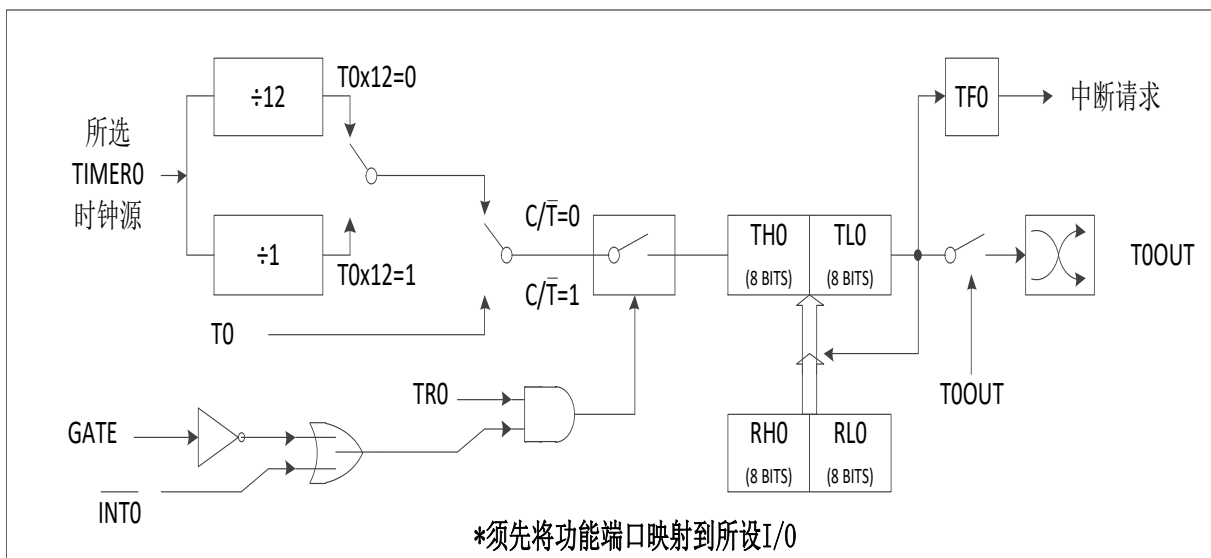 ÷12
T0x12=0
所选
TIMER0
时钟源
÷1
T0x12=1
C/T̅=0
C/T̅=1
T0
TH0
(8 BITS)
TL0
(8 BITS)
TF0
中断请求
T0OUT
T0OUT
TR0
GATE
I̅N̅T̅0̅
RH0
(8 BITS)
RL0
(8 BITS)
*须先将功能端口映射到所设I/O